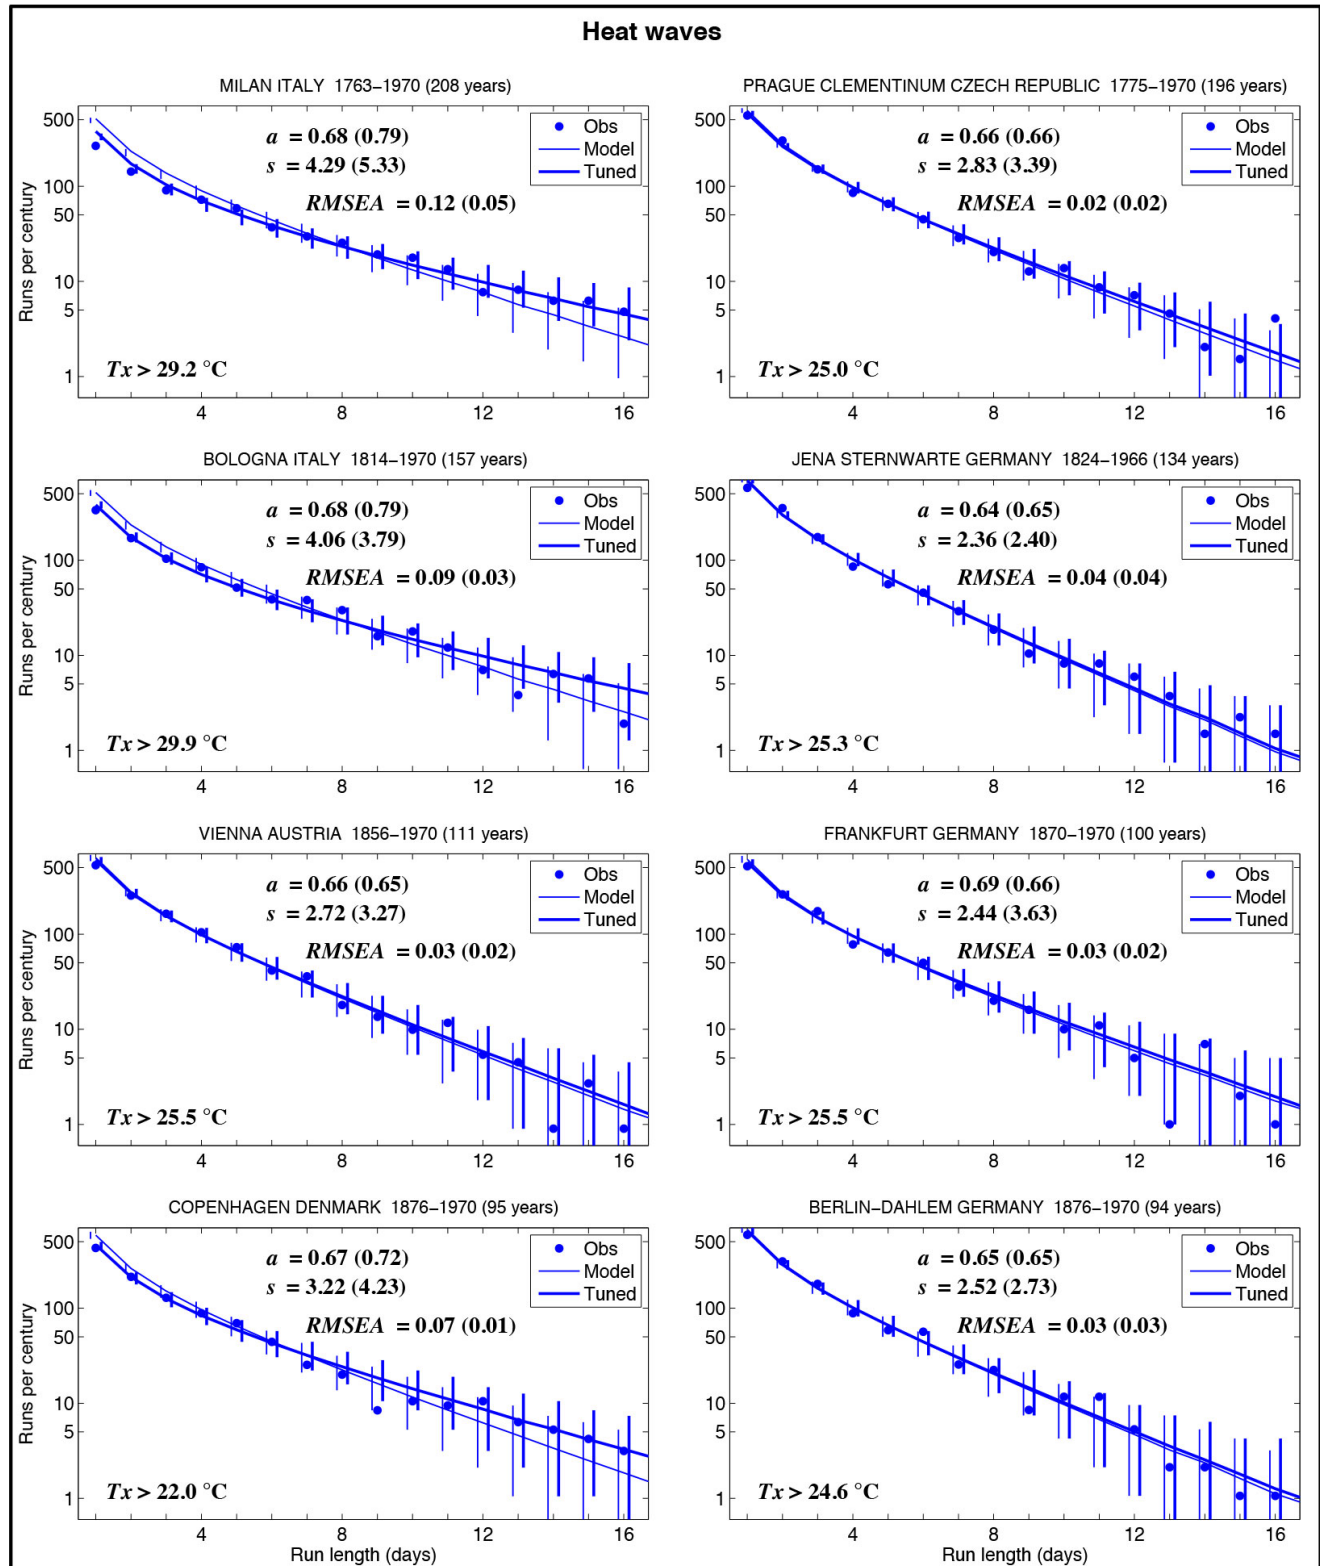 Heat waves
MILAN ITALY 1763−1970 (208 years)
500
100
50
10
5
1
Runs per century
a = 0.68 (0.79)
s = 4.29 (5.33)
RMSEA = 0.12 (0.05)
Obs
Model
Tuned
Tx > 29.2 °C
4 8 12 16
PRAGUE CLEMENTINUM CZECH REPUBLIC 1775−1970 (196 years)
500
100
50
10
5
1
a = 0.66 (0.66)
s = 2.83 (3.39)
RMSEA = 0.02 (0.02)
Obs
Model
Tuned
Tx > 25.0 °C
4 8 12 16
BOLOGNA ITALY 1814−1970 (157 years)
500
100
50
10
5
1
Runs per century
a = 0.68 (0.79)
s = 4.06 (3.79)
RMSEA = 0.09 (0.03)
Obs
Model
Tuned
Tx > 29.9 °C
4 8 12 16
JENA STERNWARTE GERMANY 1824−1966 (134 years)
500
100
50
10
5
1
a = 0.64 (0.65)
s = 2.36 (2.40)
RMSEA = 0.04 (0.04)
Obs
Model
Tuned
Tx > 25.3 °C
4 8 12 16
VIENNA AUSTRIA 1856−1970 (111 years)
500
100
50
10
5
1
Runs per century
a = 0.66 (0.65)
s = 2.72 (3.27)
RMSEA = 0.03 (0.02)
Obs
Model
Tuned
Tx > 25.5 °C
4 8 12 16
FRANKFURT GERMANY 1870−1970 (100 years)
500
100
50
10
5
1
a = 0.69 (0.66)
s = 2.44 (3.63)
RMSEA = 0.03 (0.02)
Obs
Model
Tuned
Tx > 25.5 °C
4 8 12 16
COPENHAGEN DENMARK 1876−1970 (95 years)
500
100
50
10
5
1
Runs per century
a = 0.67 (0.72)
s = 3.22 (4.23)
RMSEA = 0.07 (0.01)
Obs
Model
Tuned
Tx > 22.0 °C
4 8 12 16
Run length (days)
BERLIN−DAHLEM GERMANY 1876−1970 (94 years)
500
100
50
10
5
1
a = 0.65 (0.65)
s = 2.52 (2.73)
RMSEA = 0.03 (0.03)
Obs
Model
Tuned
Tx > 24.6 °C
4 8 12 16
Run length (days)